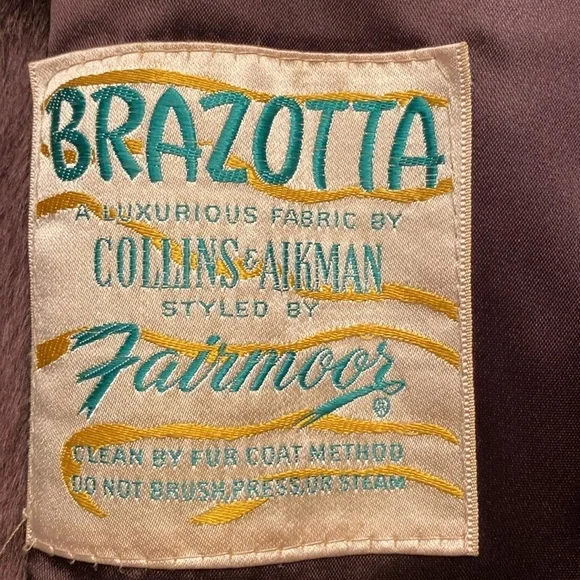 BRAZOTTA
A LUXURIOUS FABRIC BY
COLLINS & AIKMAN
STYLED BY
Fairmoor ®
CLEAN BY FUR COAT METHOD
DO NOT BRUSH, PRESS, OR STEAM